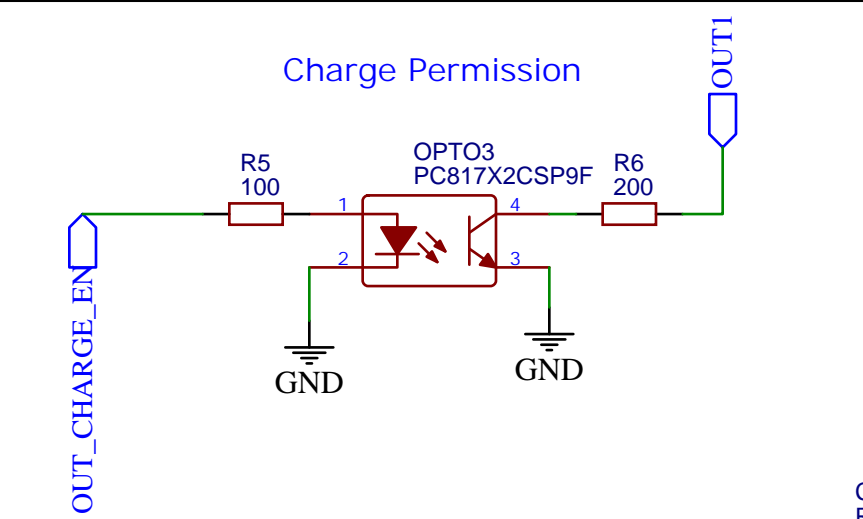 Charge Permission
OUT1
R5
100
OPTO3
PC817X2CSP9F
R6
200
1
4
2
3
OUT_CHARGE_EN
GND
GND